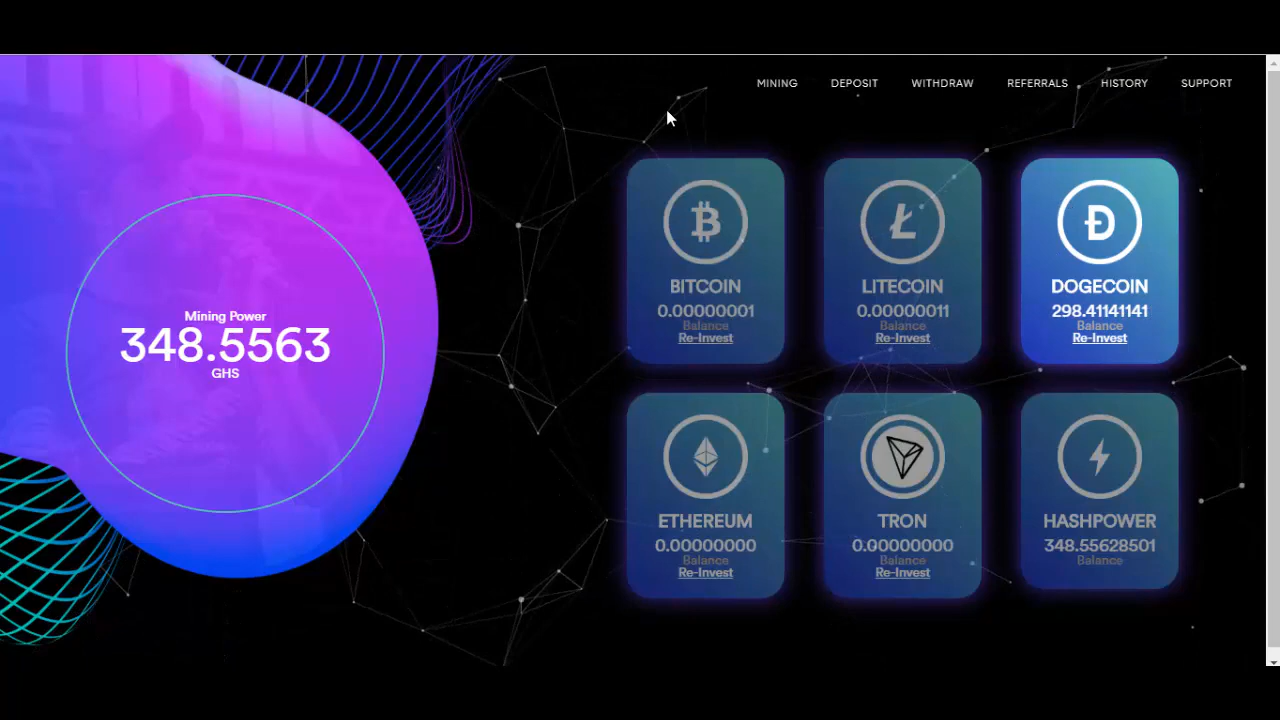 MINING DEPOSIT WITHDRAW REFERRALS HISTORY SUPPORT
Mining Power
348.5563
GHS
BITCOIN
0.00000001
Balance
Re-Invest
LITECOIN
0.00000011
Balance
Re-Invest
DOGECOIN
298.41141141
Balance
Re-Invest
ETHEREUM
0.00000000
Balance
Re-Invest
TRON
0.00000000
Balance
Re-Invest
HASHPOWER
348.55628501
Balance